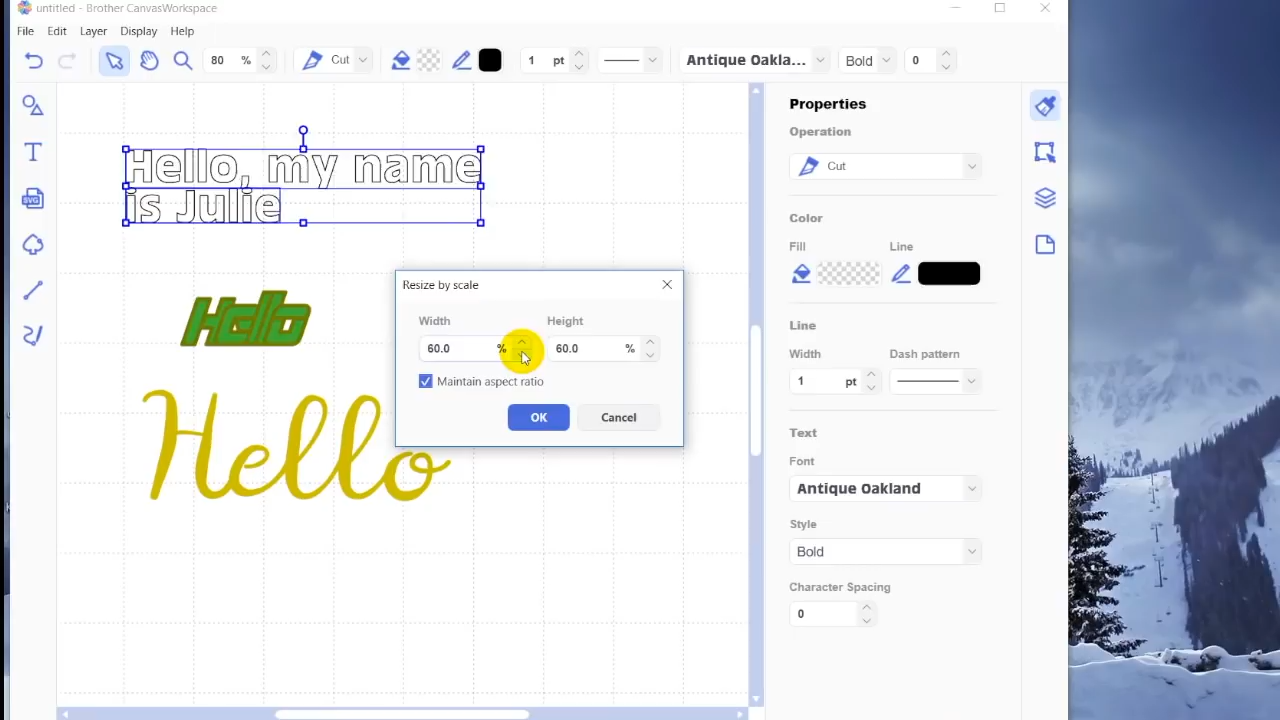 untitled - Brother CanvasWorkspace
File Edit Layer Display Help
80 % Cut 1 pt Antique Oakla... Bold 0
T
SVG
Hello, my name
is Julie
Hello
Hello
Resize by scale
Width Height
60.0 % 60.0 %
Maintain aspect ratio
OK Cancel
Properties
Operation
Cut
Color
Fill Line
Line
Width Dash pattern
1 pt
Text
Font
Antique Oakland
Style
Bold
Character Spacing
0